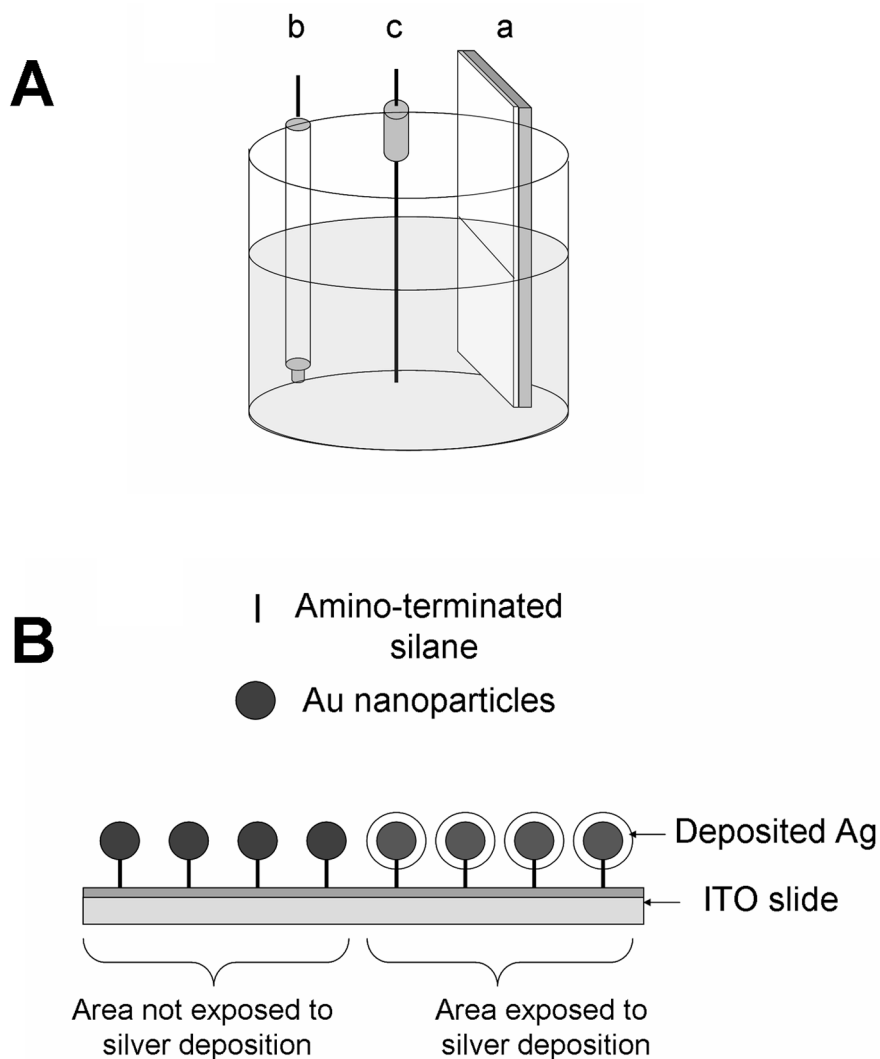 b c a
A
B
Amino-terminated
silane
Au nanoparticles
Deposited Ag
ITO slide
Area not exposed to
silver deposition
Area exposed to
silver deposition